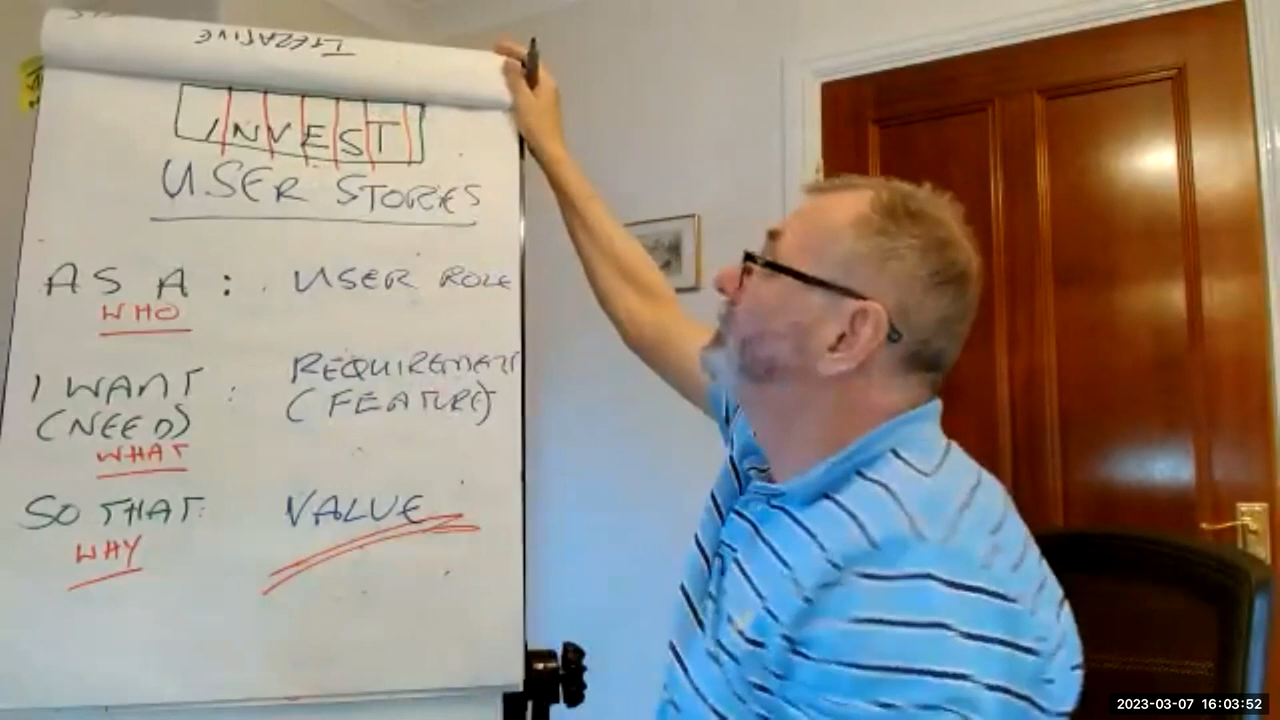 ITERATIVE
INVEST
USER STORIES
AS A : USER ROLE
WHO
I WANT : REQUIREMENT
(NEED) (FEATURE)
WHAT
SO THAT: VALUE
WHY
2023-03-07 16:03:52